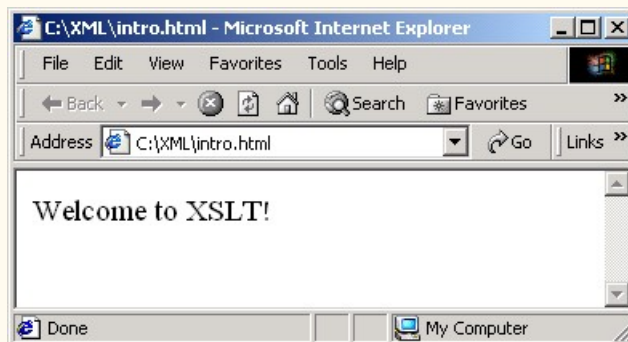 C:\XML\intro.html - Microsoft Internet Explorer
File Edit View Favorites Tools Help
Back Search Favorites »
Address C:\XML\intro.html Go Links »
Welcome to XSLT!
Done My Computer